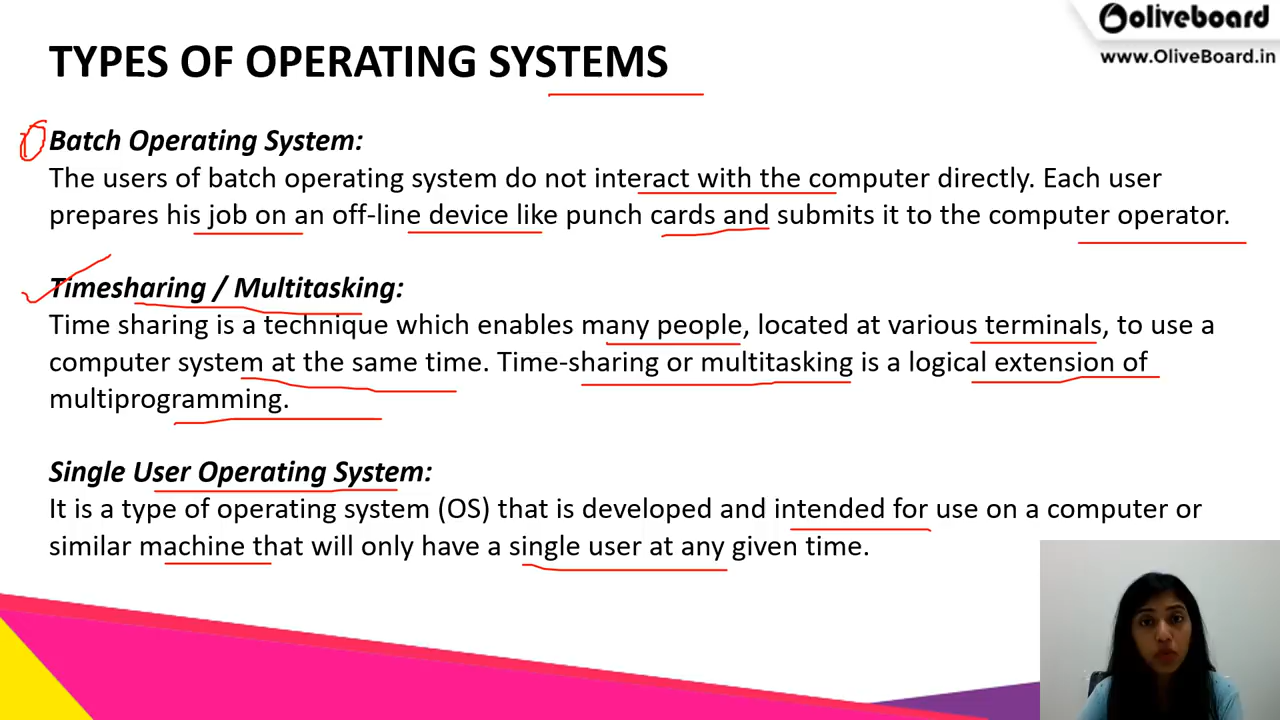 oliveboard
www.OliveBoard.in
TYPES OF OPERATING SYSTEMS
Batch Operating System:
The users of batch operating system do not interact with the computer directly. Each user
prepares his job on an off-line device like punch cards and submits it to the computer operator.
Timesharing / Multitasking:
Time sharing is a technique which enables many people, located at various terminals, to use a
computer system at the same time. Time-sharing or multitasking is a logical extension of
multiprogramming.
Single User Operating System:
It is a type of operating system (OS) that is developed and intended for use on a computer or
similar machine that will only have a single user at any given time.